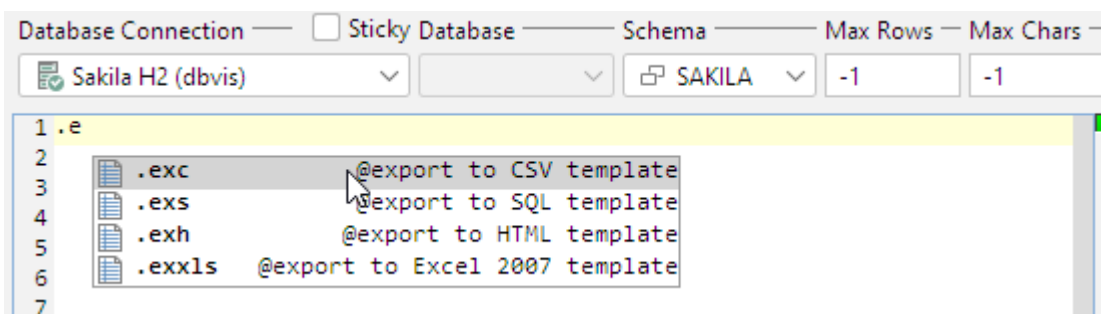 Database Connection Sticky Database Schema Max Rows Max Chars
Sakila H2 (dbvis) SAKILA -1 -1
1 .e
2
.exc @export to CSV template
3
.exs @export to SQL template
4
.exh @export to HTML template
5
.exxls @export to Excel 2007 template
6
7